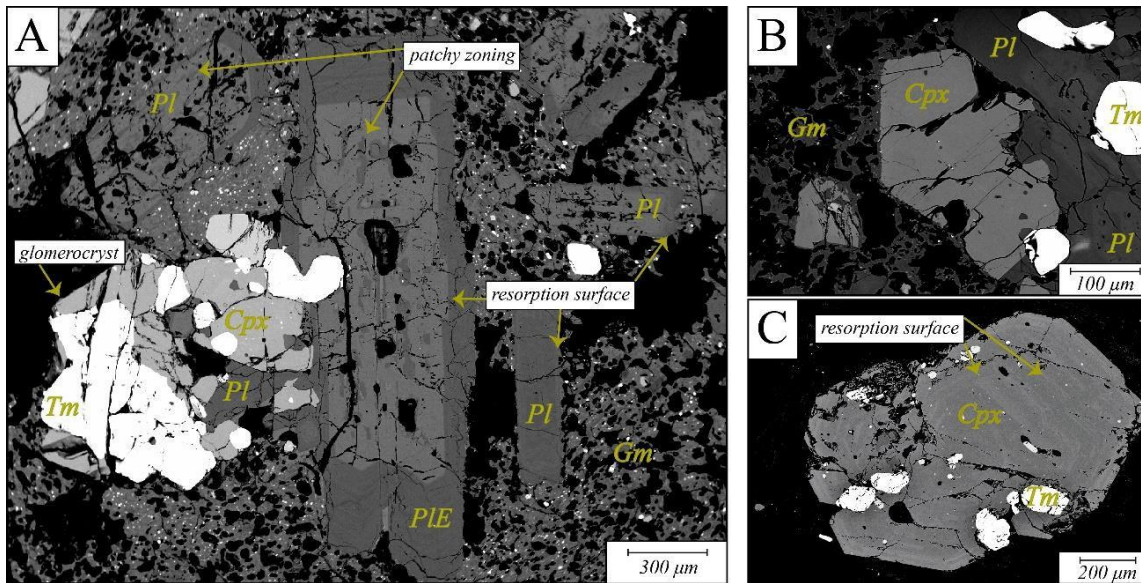 A
patchy zoning
Pl
glomerocryst
Cpx
Pl
Tm
Pl
resorption surface
Pl
Gm
PlE
300 µm
B
Pl
Cpx
Gm
Tm
Pl
100 µm
C
resorption surface
Cpx
Tm
200 µm